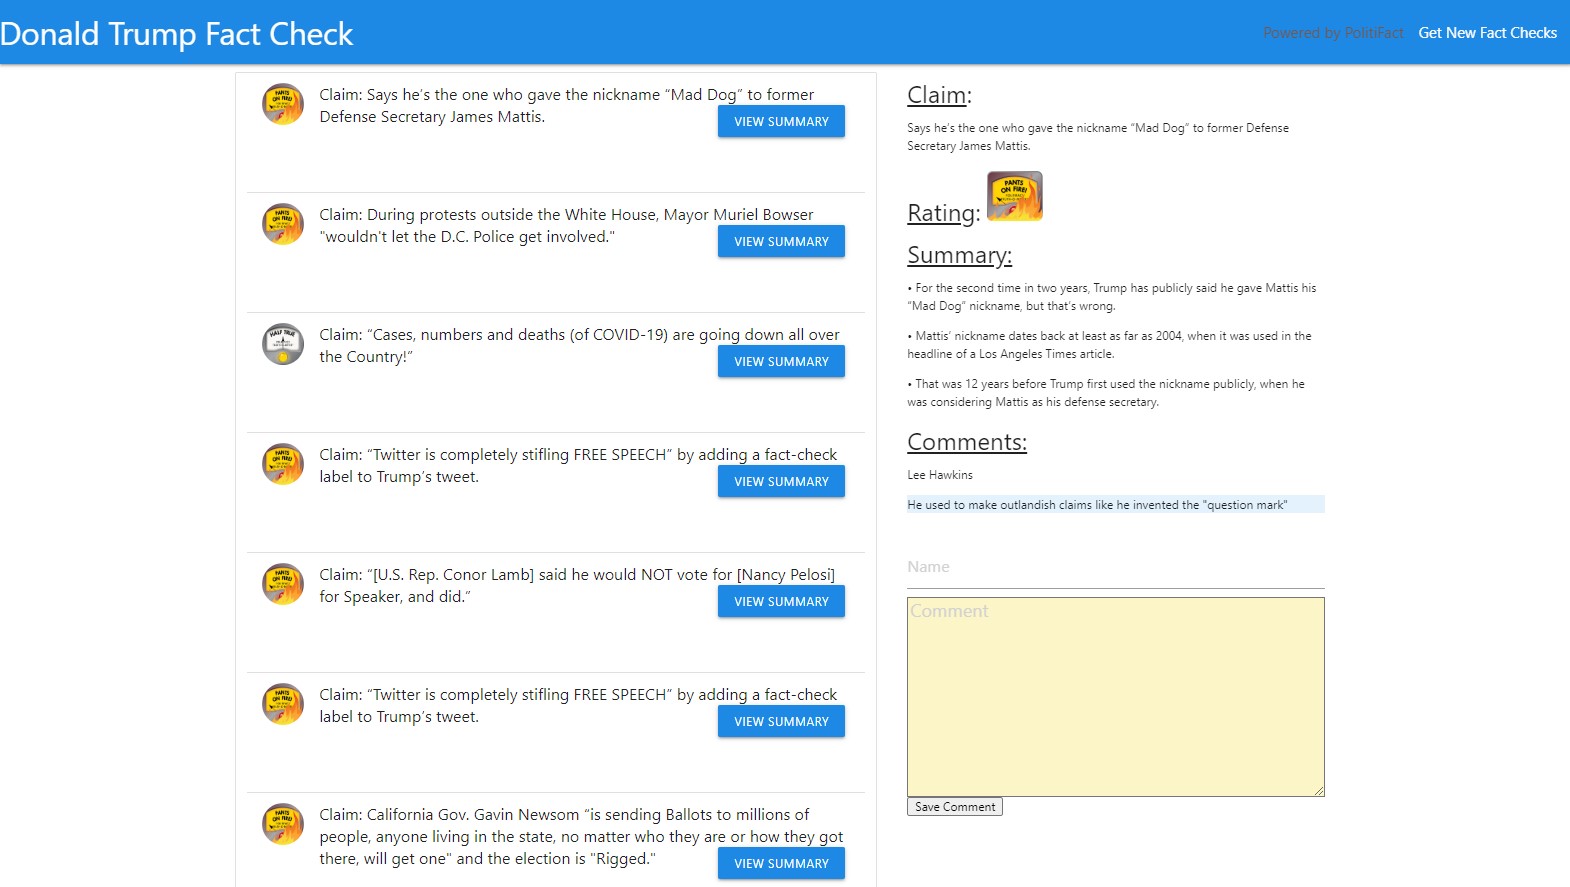 Donald Trump Fact Check
Powered by PolitiFact
Get New Fact Checks
PANTS
ON FIRE!
Claim: Says he’s the one who gave the nickname “Mad Dog” to former
Defense Secretary James Mattis.
VIEW SUMMARY
PANTS
ON FIRE!
Claim: During protests outside the White House, Mayor Muriel Bowser
"wouldn't let the D.C. Police get involved."
VIEW SUMMARY
HALF TRUE
Claim: “Cases, numbers and deaths (of COVID-19) are going down all over
the Country!”
VIEW SUMMARY
PANTS
ON FIRE!
Claim: “Twitter is completely stifling FREE SPEECH” by adding a fact-check
label to Trump’s tweet.
VIEW SUMMARY
PANTS
ON FIRE!
Claim: “[U.S. Rep. Conor Lamb] said he would NOT vote for [Nancy Pelosi]
for Speaker, and did.”
VIEW SUMMARY
PANTS
ON FIRE!
Claim: “Twitter is completely stifling FREE SPEECH” by adding a fact-check
label to Trump’s tweet.
VIEW SUMMARY
PANTS
ON FIRE!
Claim: California Gov. Gavin Newsom “is sending Ballots to millions of
people, anyone living in the state, no matter who they are or how they got
there, will get one" and the election is "Rigged."
VIEW SUMMARY
Claim:
Says he’s the one who gave the nickname “Mad Dog” to former Defense
Secretary James Mattis.
PANTS
ON FIRE!
Rating:
Summary:
• For the second time in two years, Trump has publicly said he gave Mattis his
“Mad Dog” nickname, but that’s wrong.
• Mattis’ nickname dates back at least as far as 2004, when it was used in the
headline of a Los Angeles Times article.
• That was 12 years before Trump first used the nickname publicly, when he
was considering Mattis as his defense secretary.
Comments:
Lee Hawkins
He used to make outlandish claims like he invented the "question mark"
Name
Comment
Save Comment